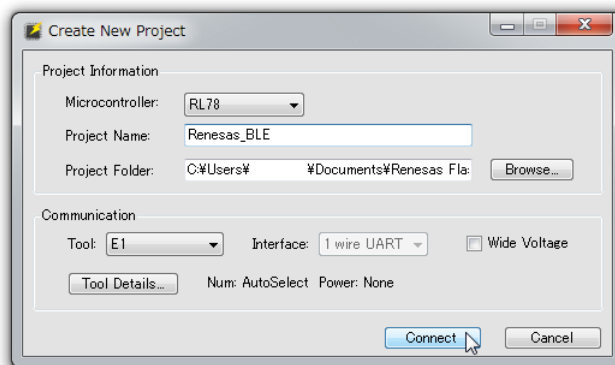 Create New Project
Project Information
Microcontroller: RL78
Project Name: Renesas_BLE
Project Folder: C:¥Users¥ ¥Documents¥Renesas Fla: Browse...
Communication
Tool: E1 Interface: 1 wire UART Wide Voltage
Tool Details... Num: AutoSelect Power: None
Connect Cancel